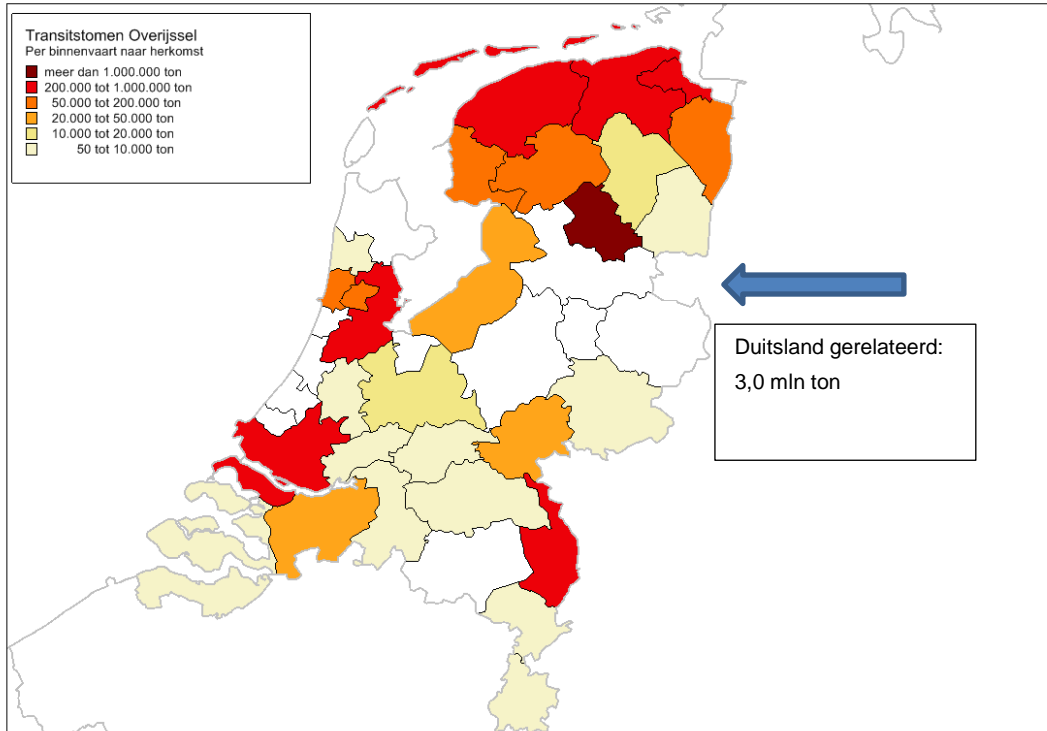 Transitstomen Overijssel
Per binnenvaart naar herkomst
meer dan 1.000.000 ton
200.000 tot 1.000.000 ton
50.000 tot 200.000 ton
20.000 tot 50.000 ton
10.000 tot 20.000 ton
50 tot 10.000 ton
Duitsland gerelateerd:
3,0 mln ton